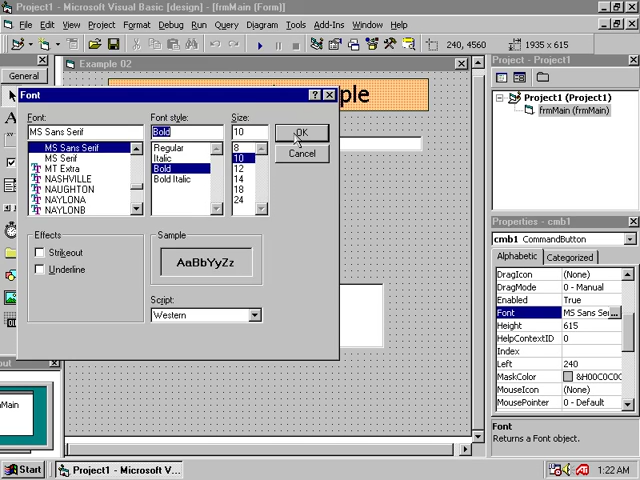 Project1 - Microsoft Visual Basic [design] - [frmMain (Form)]
File Edit View Project Format Debug Run Query Diagram Tools Add-Ins Window Help
240, 4560
1935 x 615
General
Example 02
ple
Font
Font:
MS Sans Serif
MS Sans Serif
MS Serif
MT Extra
NASHVILLE
NAUGHTON
NAYLONA
NAYLONB
Font style:
Bold
Regular
Italic
Bold
Bold Italic
Size:
10
8
10
12
14
18
24
OK
Cancel
Effects
Strikeout
Underline
Sample
AaBbYyZz
Script:
Western
A
out
mMain
Project - Project1
Project1 (Project1)
frmMain (frmMain)
Properties - cmb1
cmb1 CommandButton
Alphabetic Categorized
DragIcon (None)
DragMode 0 - Manual
Enabled True
Font MS Sans Ser ...
Height 615
HelpContextID 0
Index
Left 240
MaskColor &H00C0C0C
MouseIcon (None)
MousePointer 0 - Default
Font
Returns a Font object.
Start
Project1 - Microsoft V...
1:22 AM